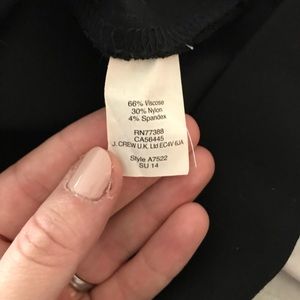 66% Viscose
30% Nylon
4% Spandex
RN77388
CA56445
J. CREW U.K. Ltd EC4V 6JA
Style A7522
SU 14